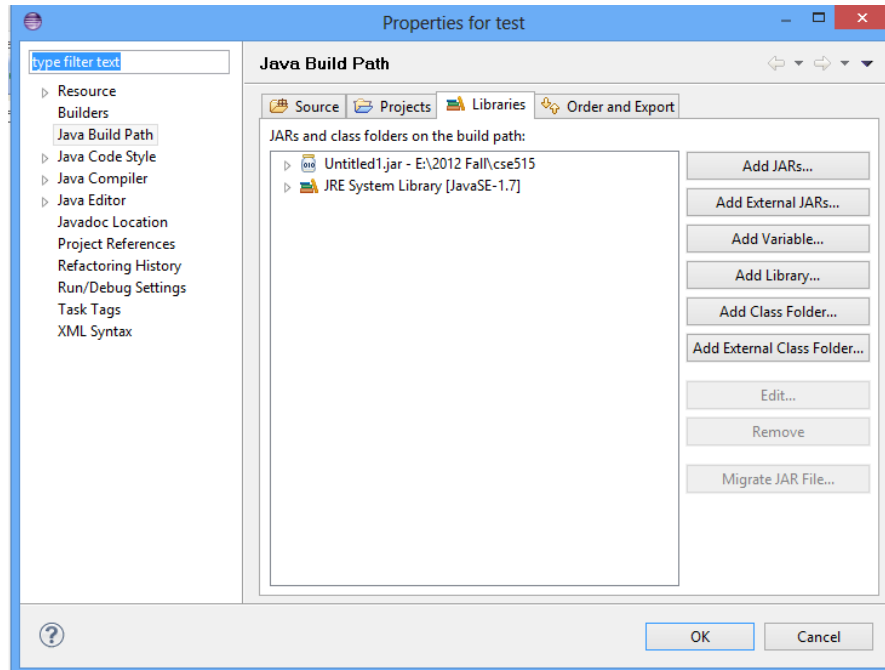 Properties for test
type filter text
Resource
Builders
Java Build Path
Java Code Style
Java Compiler
Java Editor
Javadoc Location
Project References
Refactoring History
Run/Debug Settings
Task Tags
XML Syntax
Java Build Path
Source Projects Libraries Order and Export
JARs and class folders on the build path:
Untitled1.jar - E:\2012 Fall\cse515
JRE System Library [JavaSE-1.7]
Add JARs...
Add External JARs...
Add Variable...
Add Library...
Add Class Folder...
Add External Class Folder...
Edit...
Remove
Migrate JAR File...
OK Cancel